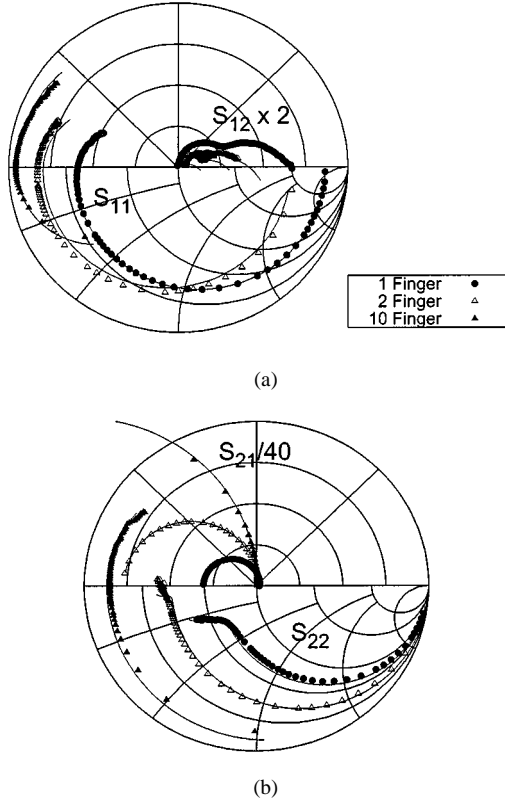 S12 x 2
S11
1 Finger
2 Finger
10 Finger
(a)
S21/40
S22
(b)